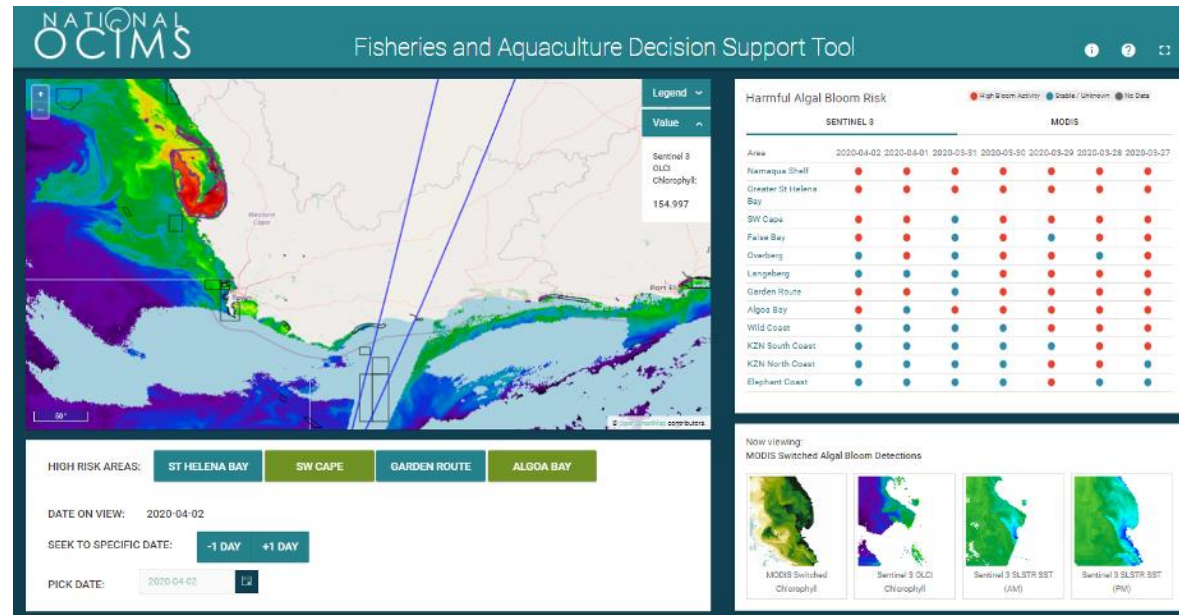 NATIONAL
OCIMS
Fisheries and Aquaculture Decision Support Tool
Legend
Value
Sentinel 3
OLCI
Chlorophyll:
154.997
Western
Cape
50°
© OpenStreetMap contributors.
Harmful Algal Bloom Risk
High Bloom Activity Stable / Unknown No Data
SENTINEL 3 MODIS
Area 2020-04-02 2020-04-01 2020-03-31 2020-03-30 2020-03-29 2020-03-28 2020-03-27
Namaqua Shelf
Greater St Helena
Bay
SW Cape
False Bay
Overberg
Langeberg
Garden Route
Algoa Bay
Wild Coast
KZN South Coast
KZN North Coast
Elephant Coast
HIGH RISK AREAS: ST HELENA BAY SW CAPE GARDEN ROUTE ALGOA BAY
DATE ON VIEW: 2020-04-02
SEEK TO SPECIFIC DATE: -1 DAY +1 DAY
PICK DATE: 2020-04-02
Now viewing:
MODIS Switched Algal Bloom Detections
MODIS Switched
Chlorophyll
Sentinel 3 OLCI
Chlorophyll
Sentinel 3 SLSTR SST
(AM)
Sentinel 3 SLSTR SST
(PM)